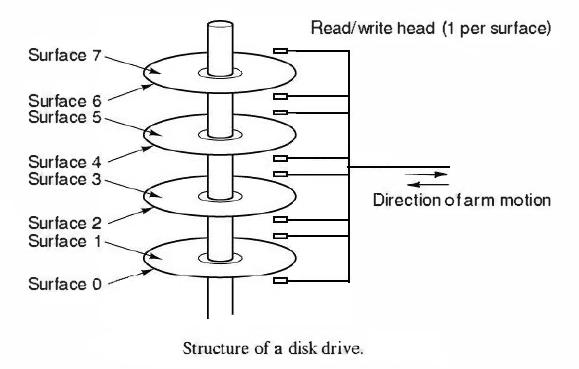 Read/write head (1 per surface)
Surface 7
Surface 6
Surface 5
Surface 4
Surface 3
Direction of arm motion
Surface 2
Surface 1
Surface 0
Structure of a disk drive.